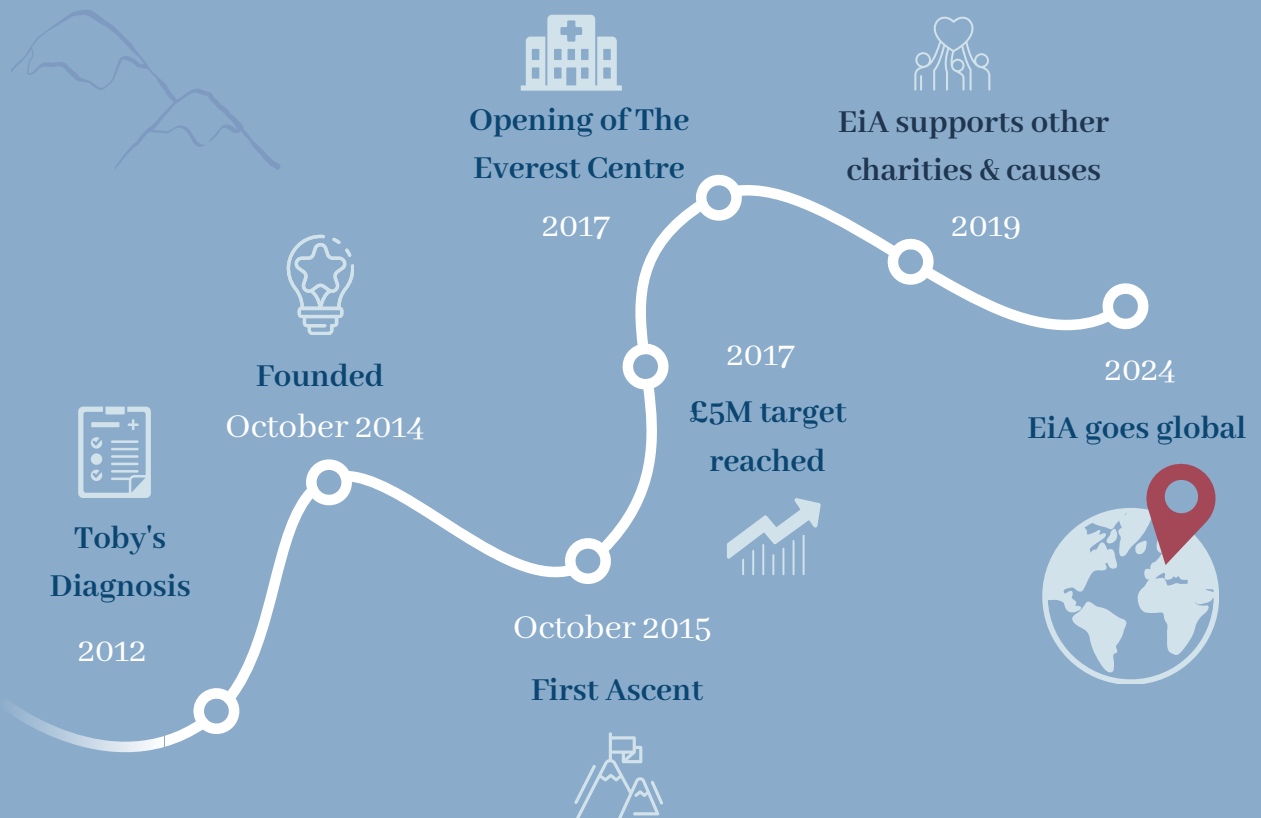 Toby's
Diagnosis
2012
Founded
October 2014
October 2015
First Ascent
2017
£5M target
reached
Opening of The
Everest Centre
2017
EiA supports other
charities & causes
2019
2024
EiA goes global